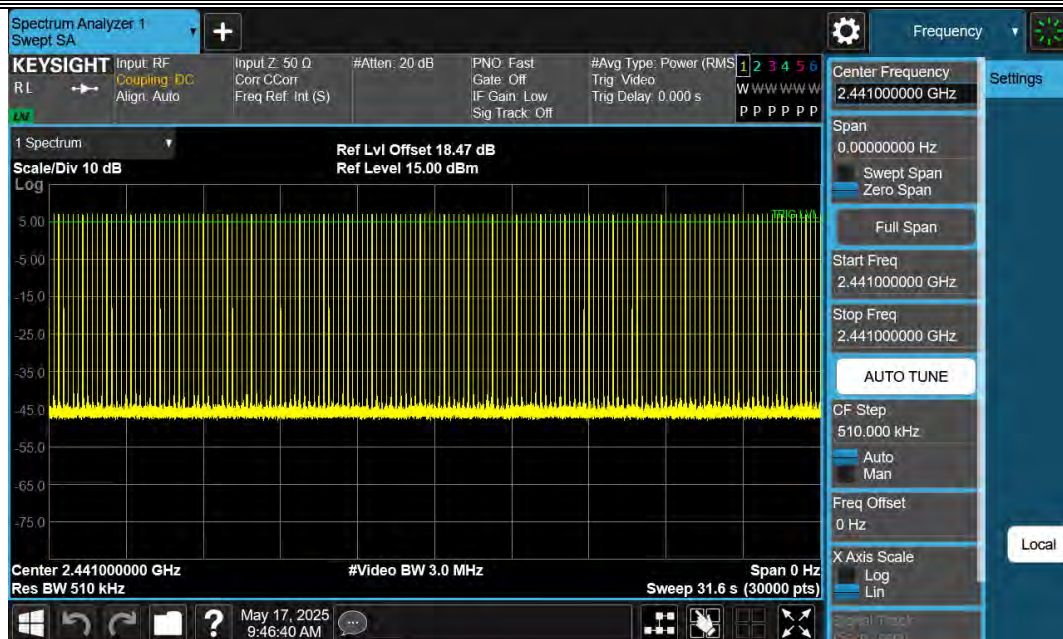 Spectrum Analyzer 1
Swept SA
+
Frequency
KEYSIGHT
RL
LXI
Input: RF
Coupling: DC
Align: Auto
Input Z: 50 Ω
Corr CCorr
Freq Ref: Int (S)
#Atten: 20 dB
PNO: Fast
Gate: Off
IF Gain: Low
Sig Track: Off
#Avg Type: Power (RMS
Trig: Video
Trig Delay: 0.000 s
1 2 3 4 5 6
W W W W W W
P P P P P P
Center Frequency
2.441000000 GHz
Settings
Span
0.00000000 Hz
Swept Span
Zero Span
Full Span
Start Freq
2.441000000 GHz
Stop Freq
2.441000000 GHz
AUTO TUNE
CF Step
510.000 kHz
Auto
Man
Freq Offset
0 Hz
X Axis Scale
Log
Lin
Signal Track
Local
1 Spectrum
Scale/Div 10 dB
Ref Lvl Offset 18.47 dB
Ref Level 15.00 dBm
Log
TRIG LVL
5.00
-5.00
-15.0
-25.0
-35.0
-45.0
-55.0
-65.0
-75.0
Center 2.441000000 GHz
#Video BW 3.0 MHz
Span 0 Hz
Res BW 510 kHz
Sweep 31.6 s (30000 pts)
?
May 17, 2025
9:46:40 AM